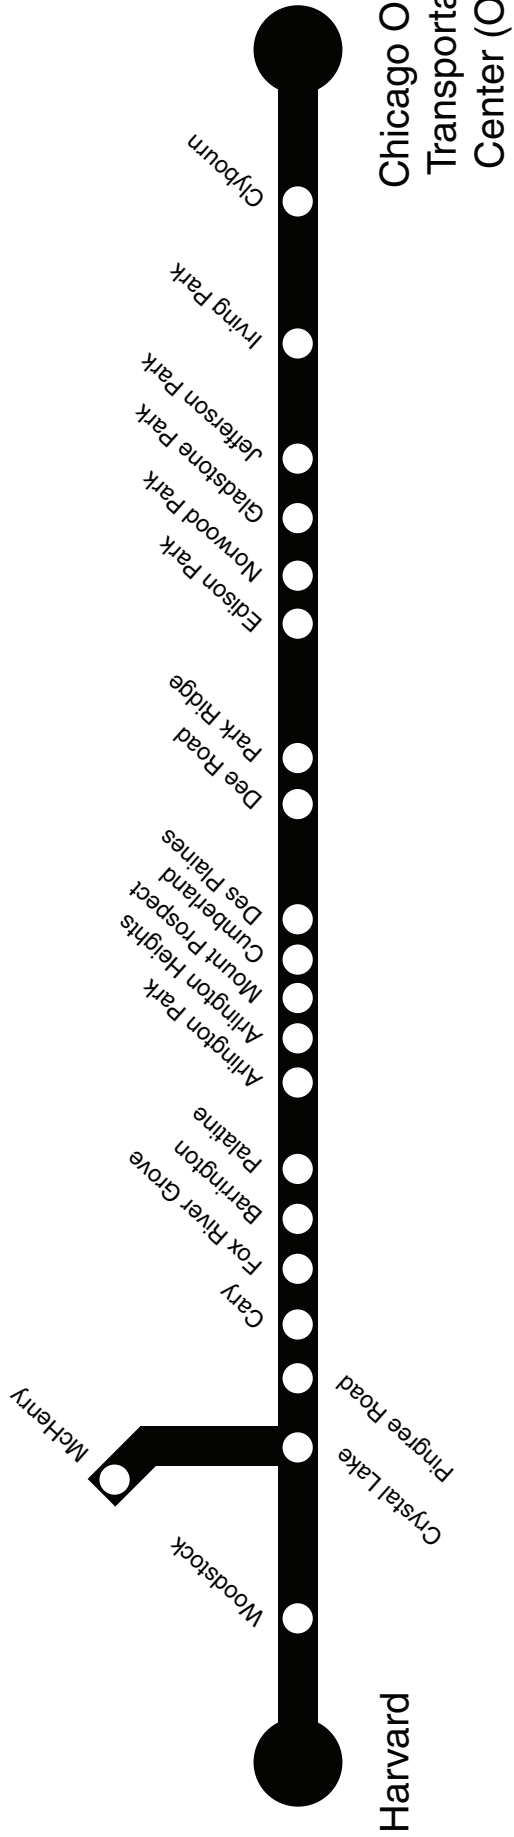 Chicago O
Transporta
Center (O
Clybourn
Irving Park
Jefferson Park
Gladstone Park
Norwood Park
Edison Park
Park Ridge
Dee Road
Des Plaines
Cumberland
Mount Prospect
Arlington Heights
Arlington Park
Palatine
Barrington
Fox River Grove
Cary
Pingree Road
Crystal Lake
McHenry
Woodstock
Harvard